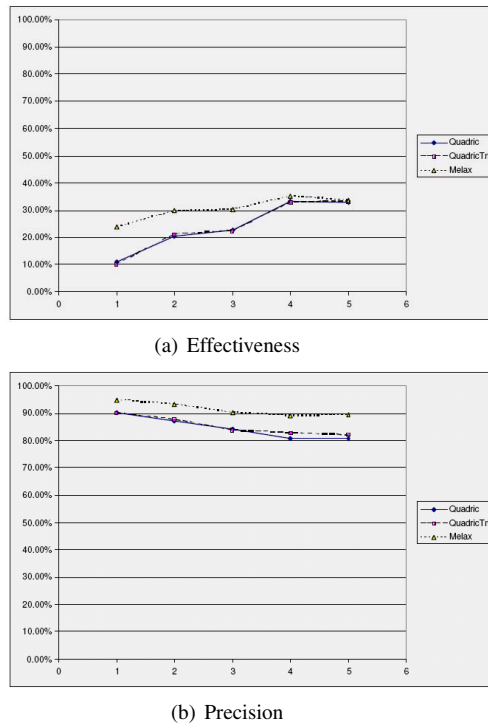 100.00%
90.00%
80.00%
70.00%
60.00%
50.00%
40.00%
30.00%
20.00%
10.00%
0.00%
0 1 2 3 4 5 6
Quadric
QuadricTri
Melax
(a) Effectiveness
100.00%
90.00%
80.00%
70.00%
60.00%
50.00%
40.00%
30.00%
20.00%
10.00%
0.00%
0 1 2 3 4 5 6
Quadric
QuadricTri
Melax
(b) Precision